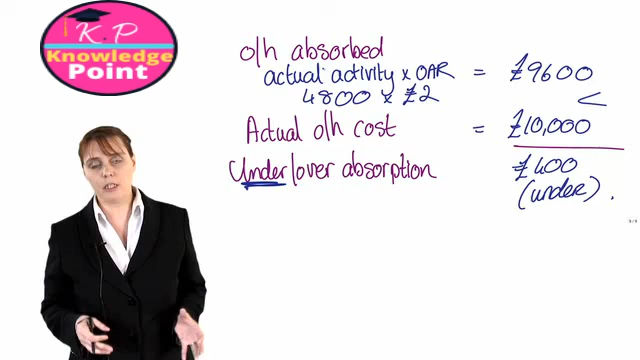 K.P
Knowledge
Point
o/h absorbed
actual activity x OAR = £9600
4800 x £2 <
Actual o/h cost = £10,000
Under/over absorption £400
(under).